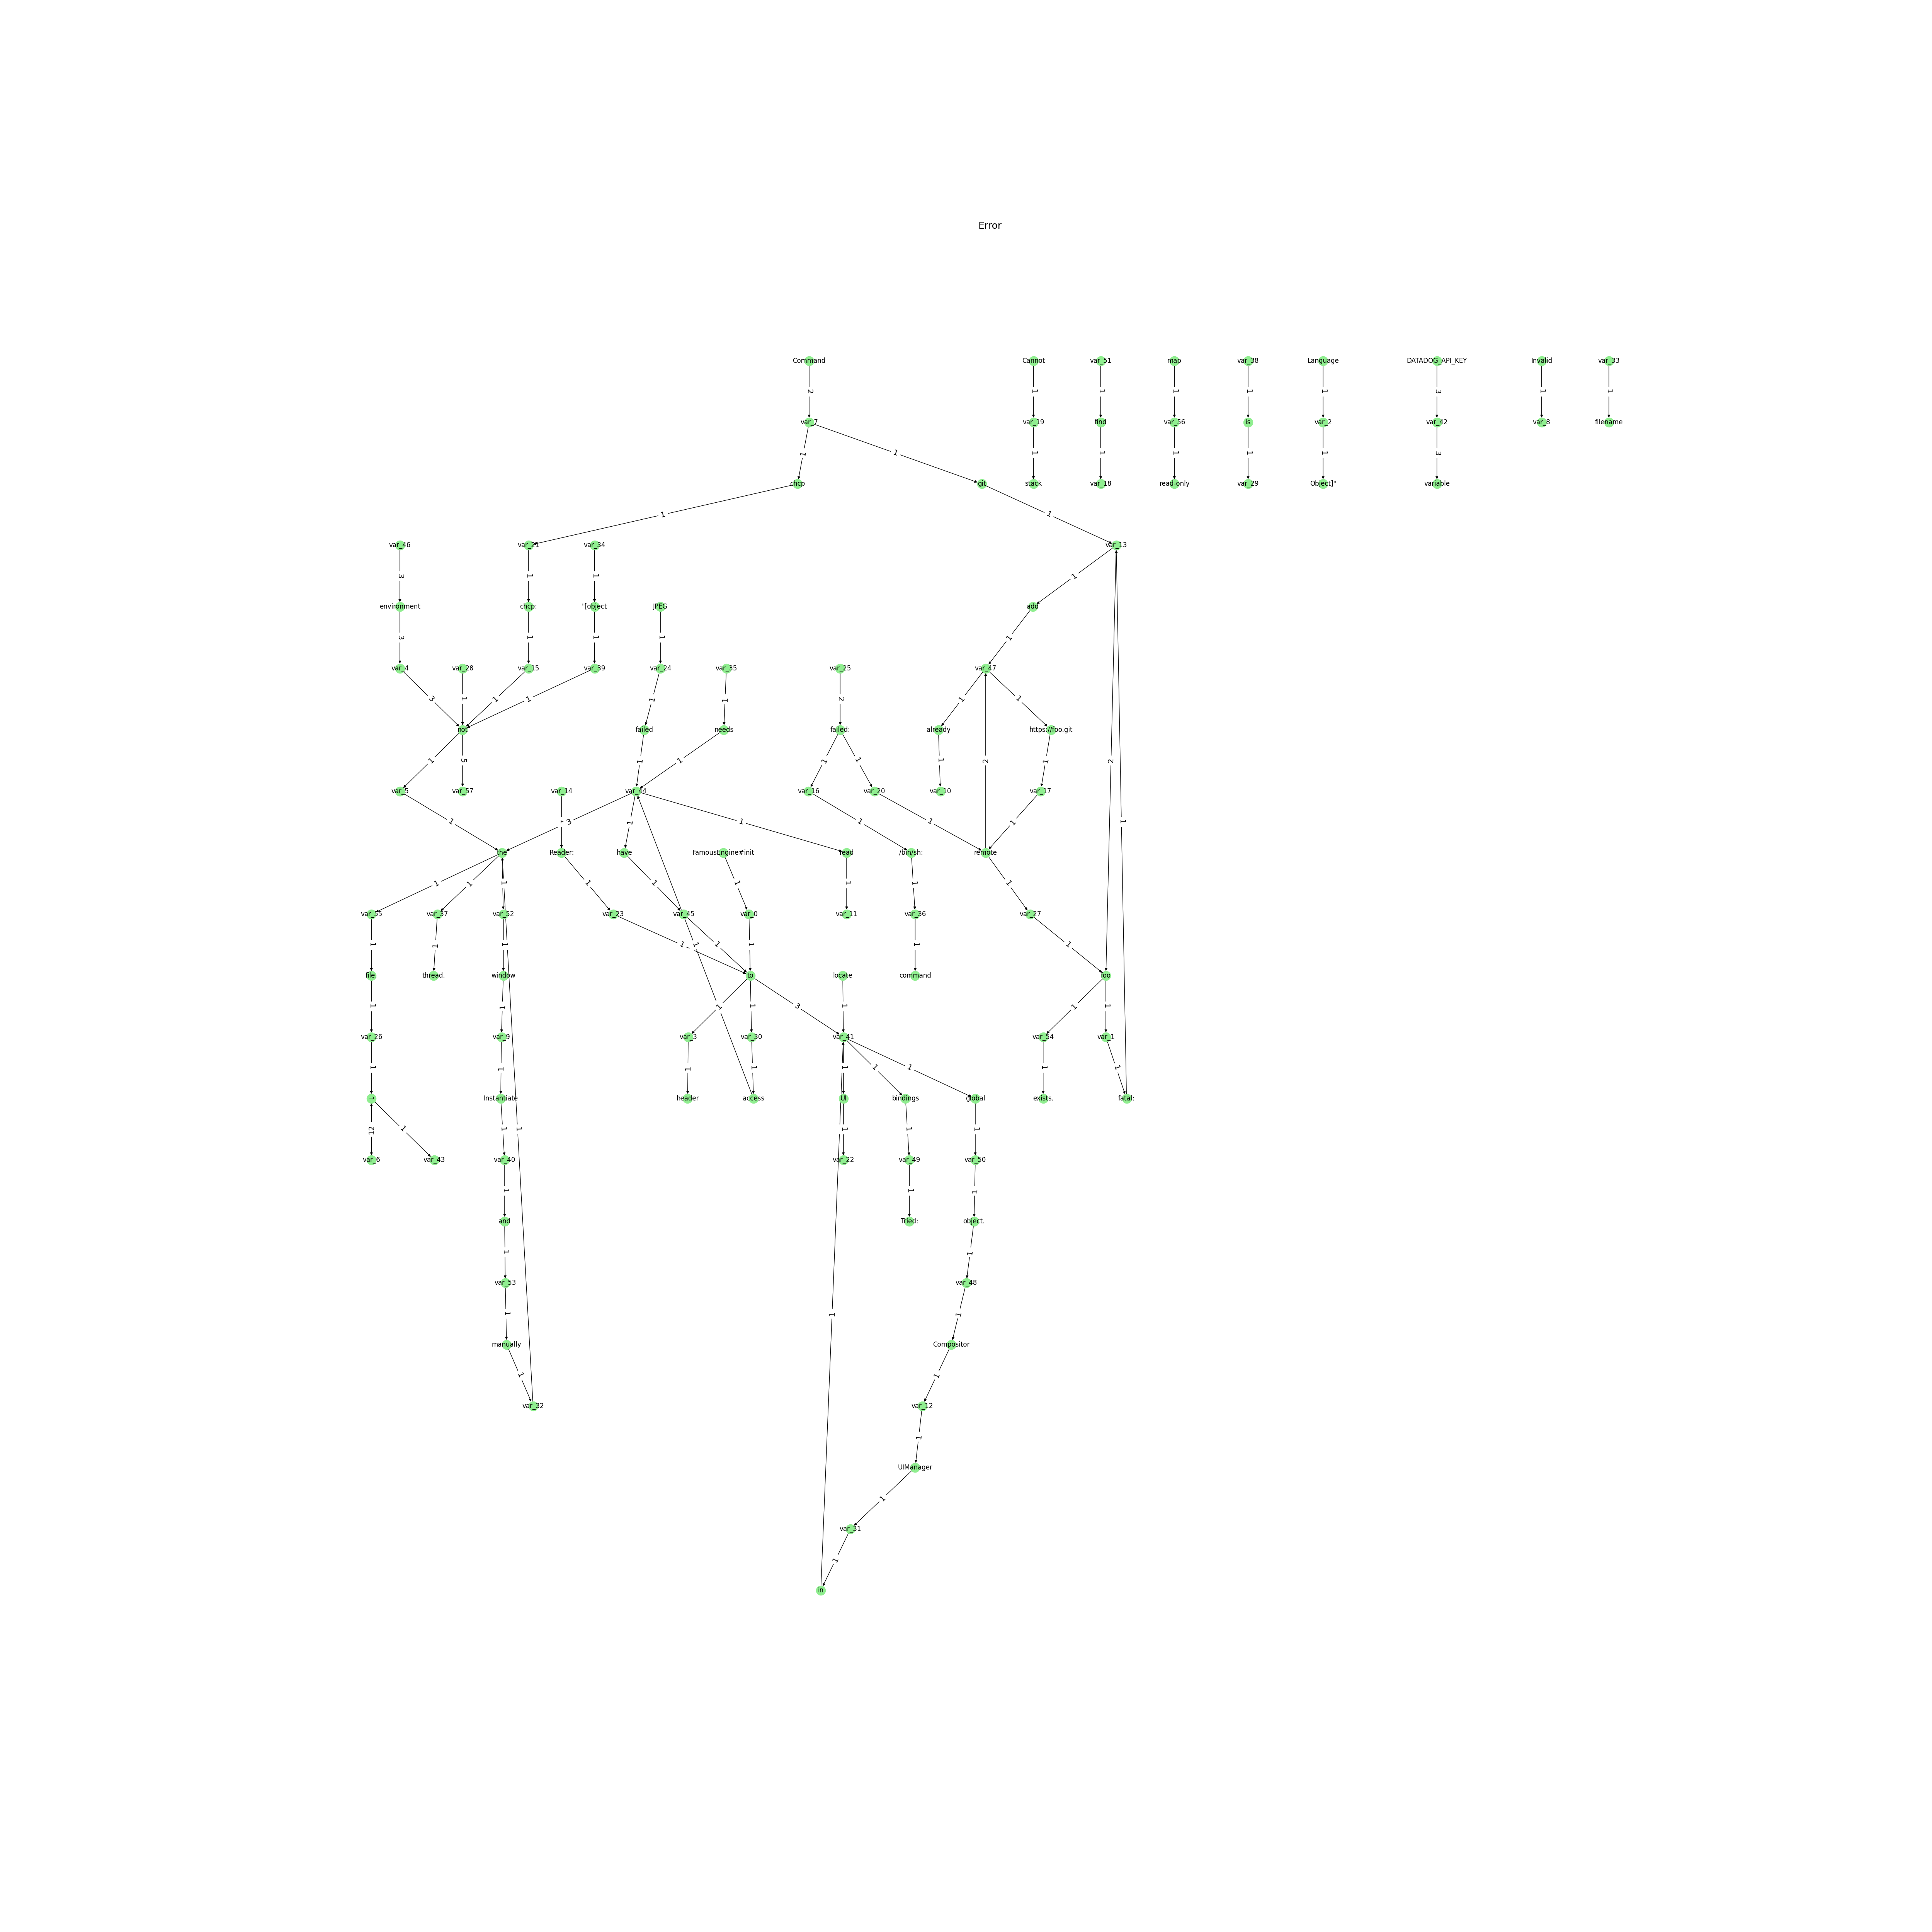 Error
Command Cannot var_51 map var_38 Language DATADOG_API_KEY Invalid var_33
2 1 1 1 1 1 3 1 1
var_7 var_19 find var_56 is var_2 var_42 var_8 filename
1 1 1 1 1 1 1 3
chcp git stack var_18 read-only var_29 Object]" variable
1 1
var_46 var_21 var_34 var_13
3 1 1 1
environment chcp: "[object JPEG add
3 1 1 1 1
var_4 var_28 var_15 var_39 var_24 var_35 var_25 var_47
3 1 1 1 1 1 2 1 1
not failed needs failed: already https://foo.git
1 5 1 1 1 1 2 1 1 2
var_5 var_57 var_14 var_44 var_16 var_20 var_10 var_17
1 1 3 1 1 1 1 1 1
the Reader: have FamousEngine#init read /bin/sh: remote
1 1 1 1 1 1 1 1 1
var_55 var_37 var_52 var_23 var_45 var_0 var_11 var_36 var_27
1 1 1 1 1 1 1 1 1
file. thread. window to locate command foo
1 1 1 1 3 1 1 1
var_26 var_9 var_3 var_30 var_41 var_54 var_1
1 1 1 1 1 1 1 1 1
→ Instantiate header access UI bindings global exists. fatal:
12 1 1 1 1 1 1
var_6 var_43 var_40 var_22 var_49 var_50
1 1 1
and Tried: object.
1 1
var_53 var_48
1 1 1
manually Compositor
1 1
var_32 var_12
1
UIManager
1
var_31
1
in